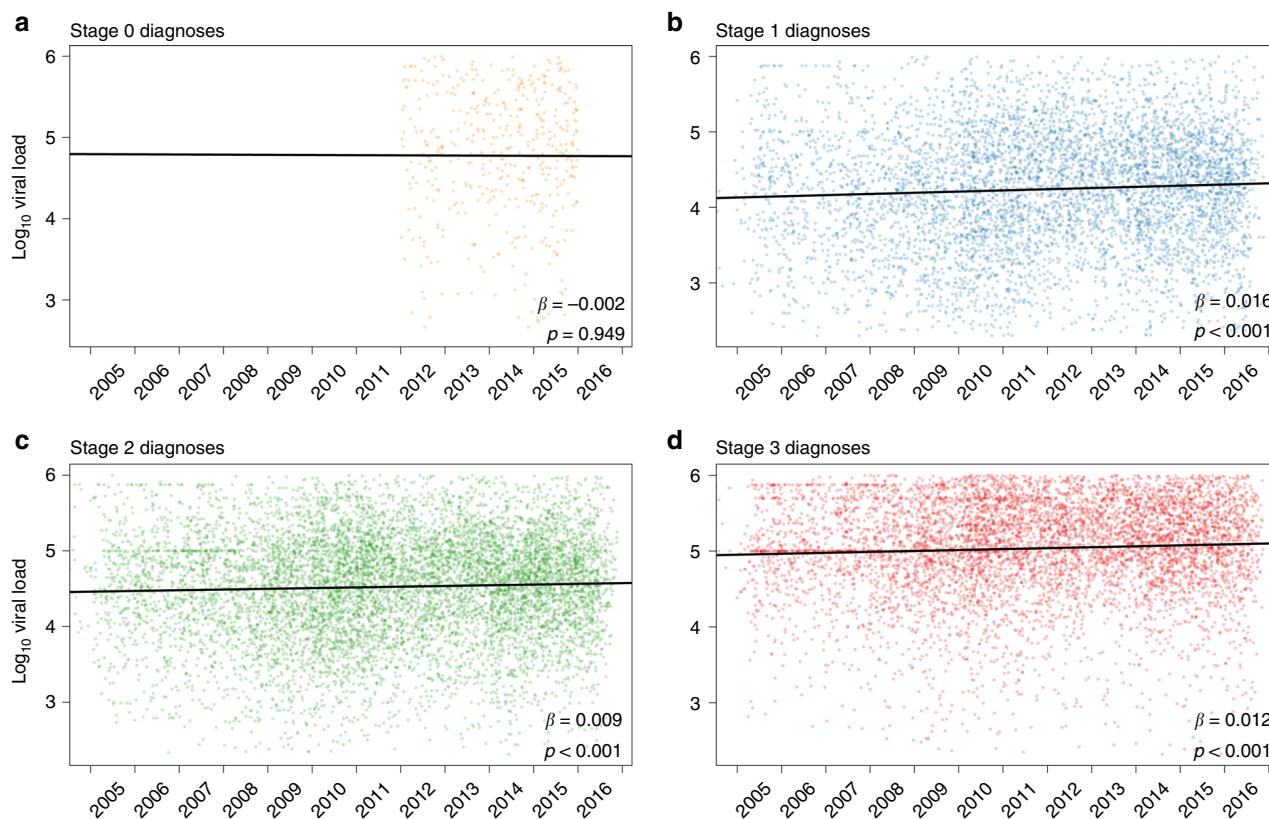 a
Stage 0 diagnoses
6
5
4
3
Log10 viral load
β = –0.002
p = 0.949
2005 2006 2007 2008 2009 2010 2011 2012 2013 2014 2015 2016
b
Stage 1 diagnoses
6
5
4
3
β = 0.016
p < 0.001
2005 2006 2007 2008 2009 2010 2011 2012 2013 2014 2015 2016
c
Stage 2 diagnoses
6
5
4
3
Log10 viral load
β = 0.009
p < 0.001
2005 2006 2007 2008 2009 2010 2011 2012 2013 2014 2015 2016
d
Stage 3 diagnoses
6
5
4
3
β = 0.012
p < 0.001
2005 2006 2007 2008 2009 2010 2011 2012 2013 2014 2015 2016